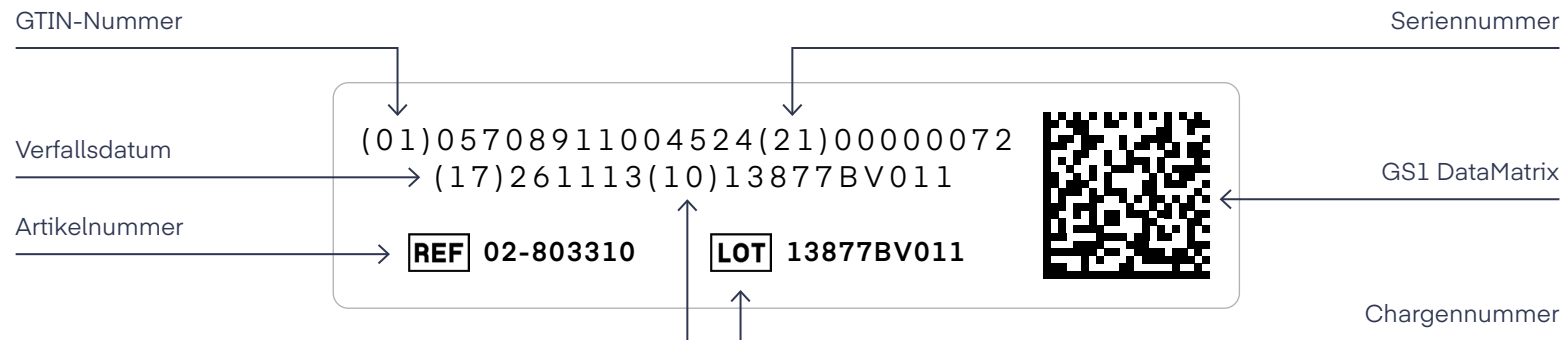 GTIN-Nummer
Seriennummer
(01)05708911004524(21)00000072
Verfallsdatum
(17)261113(10)13877BV011
GS1 DataMatrix
Artikelnummer
REF 02-803310 LOT 13877BV011
Chargennummer